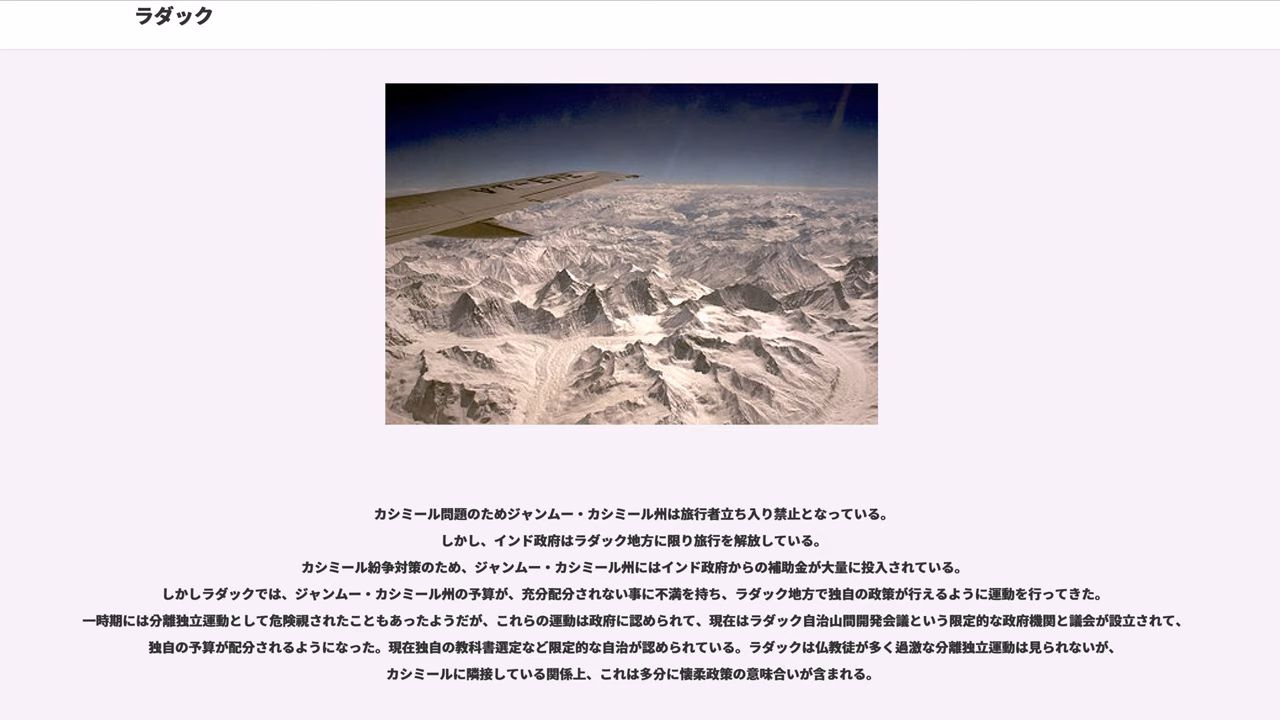 ラダック
カシミール問題のためジャンムー・カシミール州は旅行者立ち入り禁止となっている。
しかし、インド政府はラダック地方に限り旅行を解放している。
カシミール紛争対策のため、ジャンムー・カシミール州にはインド政府からの補助金が大量に投入されている。
しかしラダックでは、ジャンムー・カシミール州の予算が、充分配分されない事に不満を持ち、ラダック地方で独自の政策が行えるように運動を行ってきた。
一時期には分離独立運動として危険視されたこともあったようだが、これらの運動は政府に認められて、現在はラダック自治山間開発会議という限定的な政府機関と議会が設立されて、
独自の予算が配分されるようになった。現在独自の教科書選定など限定的な自治が認められている。ラダックは仏教徒が多く過激な分離独立運動は見られないが、
カシミールに隣接している関係上、これは多分に懐柔政策の意味合いが含まれる。